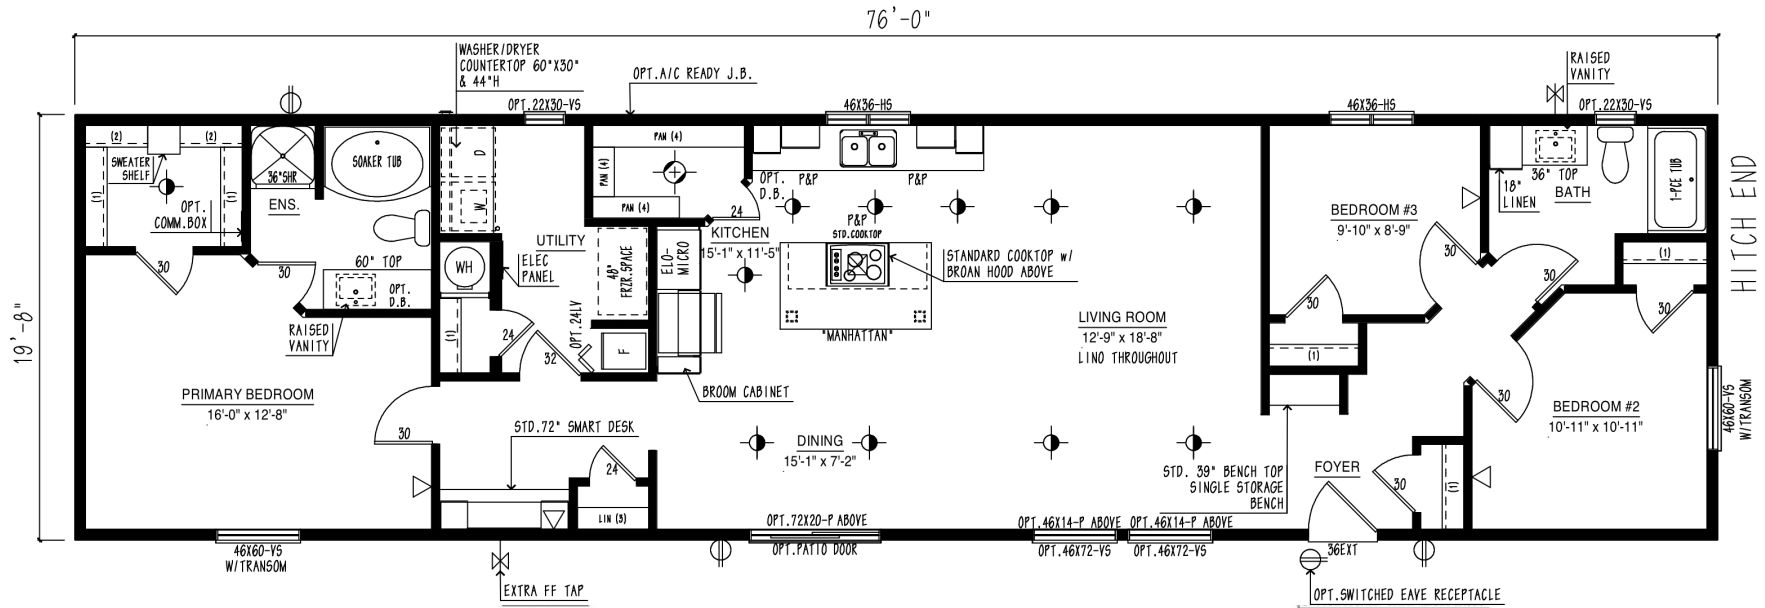 76'-0"
WASHER/DRYER
COUNTERTOP 60"X30"
& 44"H
OPT.A/C READY J.B.
RAISED
VANITY
OPT.22X30-VS
46X36-HS
46X36-HS
OPT.22X30-VS
(2)
(2)
SWEATER
SHELF
(1)
(1)
OPT.
COMM.BOX
30
36"SHR
ENS.
SOAKER TUB
30
60" TOP
OPT.
D.B.
RAISED
VANITY
D
W
UTILITY
WH
ELEC
PANEL
(1)
24
32
OPT.24LV
48"
FRZR.SPACE
F
PAN (4)
PAN (4)
PAN (4)
24
OPT.
D.B.
P&P
P&P
KITCHEN
15'-1" x 11'-5"
ELO-
MICRO
P&P
STD.COOKTOP
STANDARD COOKTOP W/
BROAN HOOD ABOVE
"MANHATTAN"
BROOM CABINET
LIVING ROOM
12'-9" x 18'-8"
LINO THROUGHOUT
BEDROOM #3
9'-10" x 8'-9"
30
30
(1)
18"
LINEN
36" TOP
BATH
1-PCE TUB
30
(1)
30
HITCH END
19'-8"
PRIMARY BEDROOM
16'-0" x 12'-8"
30
STD.72" SMART DESK
24
LIN (3)
DINING
15'-1" x 7'-2"
STD. 39" BENCH TOP
SINGLE STORAGE
BENCH
FOYER
30
(1)
30
BEDROOM #2
10'-11" x 10'-11"
46X60-VS
W/TRANSOM
OPT.72X20-P ABOVE
OPT.PATIO DOOR
OPT.46X14-P ABOVE
OPT.46X14-P ABOVE
OPT.46X72-VS
OPT.46X72-VS
36EXT
46X60-VS
W/TRANSOM
EXTRA FF TAP
OPT.SWITCHED EAVE RECEPTACLE